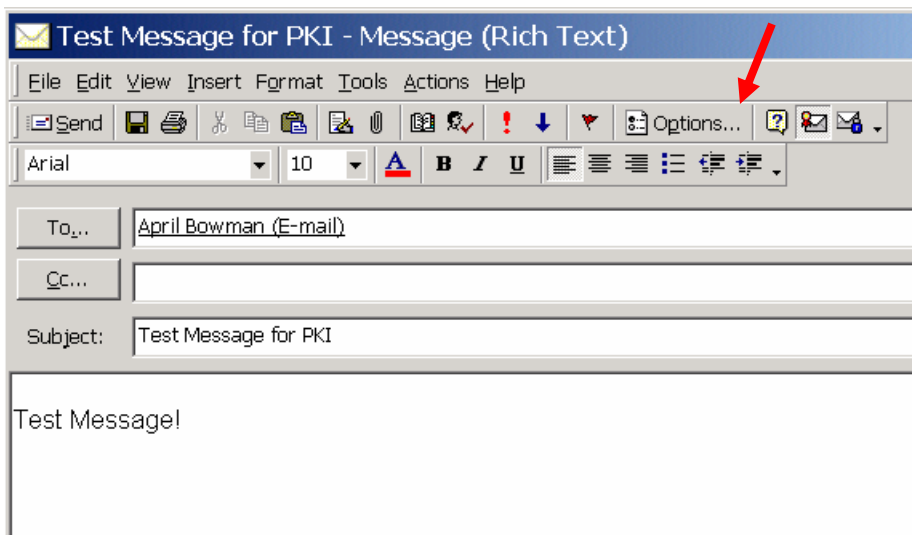 Test Message for PKI - Message (Rich Text)
File Edit View Insert Format Tools Actions Help
Send Options...
Arial 10 A B I U
To... April Bowman (E-mail)
Cc...
Subject: Test Message for PKI
Test Message!